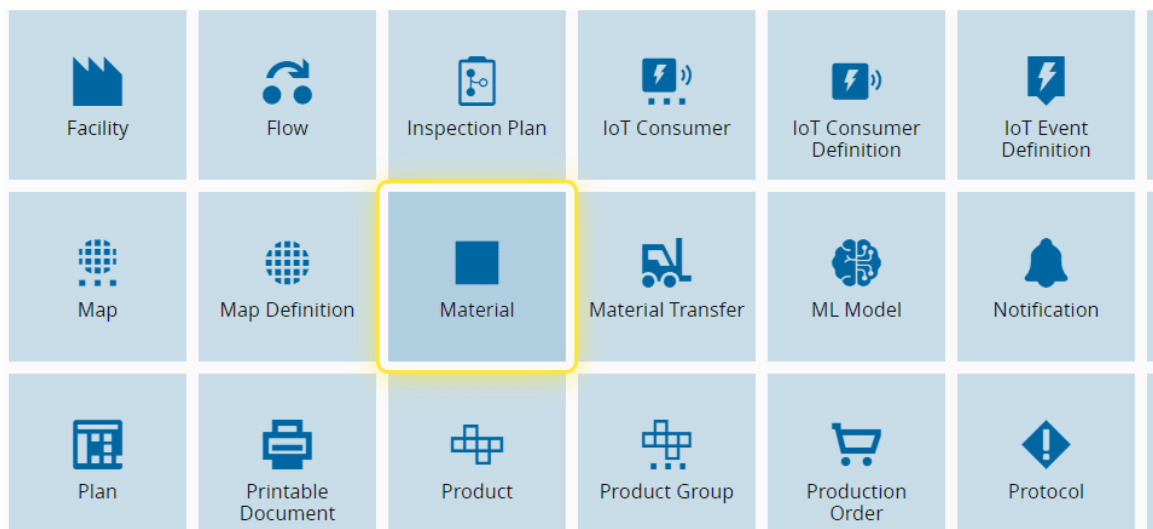 Facility
Flow
Inspection Plan
IoT Consumer
IoT Consumer
Definition
IoT Event
Definition
Map
Map Definition
Material
Material Transfer
ML Model
Notification
Plan
Printable
Document
Product
Product Group
Production
Order
Protocol